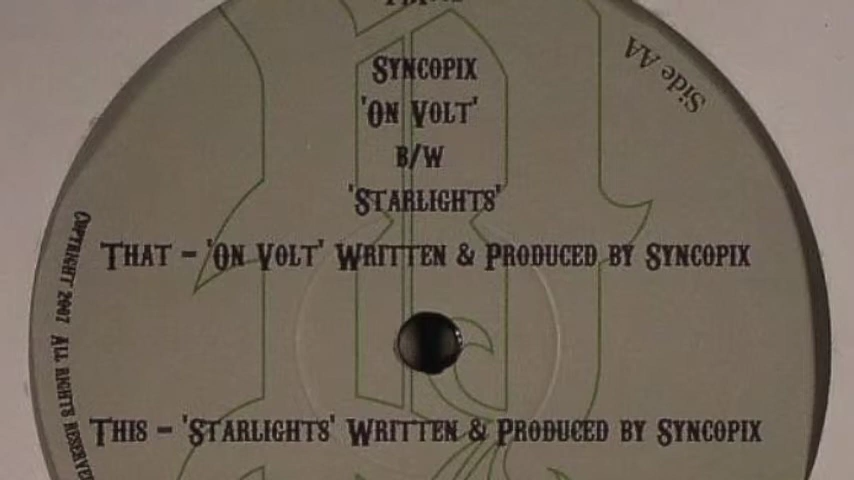 Syncopix
'On Volt'
B/W
'Starlights'
Side AA
That – 'On Volt' Written & Produced by Syncopix
This – 'Starlights' Written & Produced by Syncopix
Copyright 2007 All rights